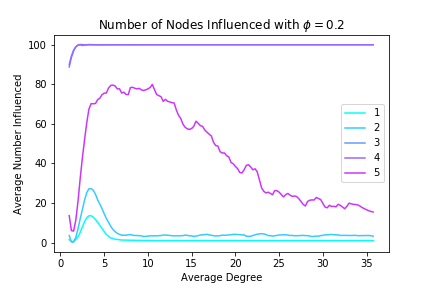 Number of Nodes Influenced with ϕ = 0.2
Average Number Influenced
100
80
60
40
20
0
1
2
3
4
5
0 5 10 15 20 25 30 35
Average Degree